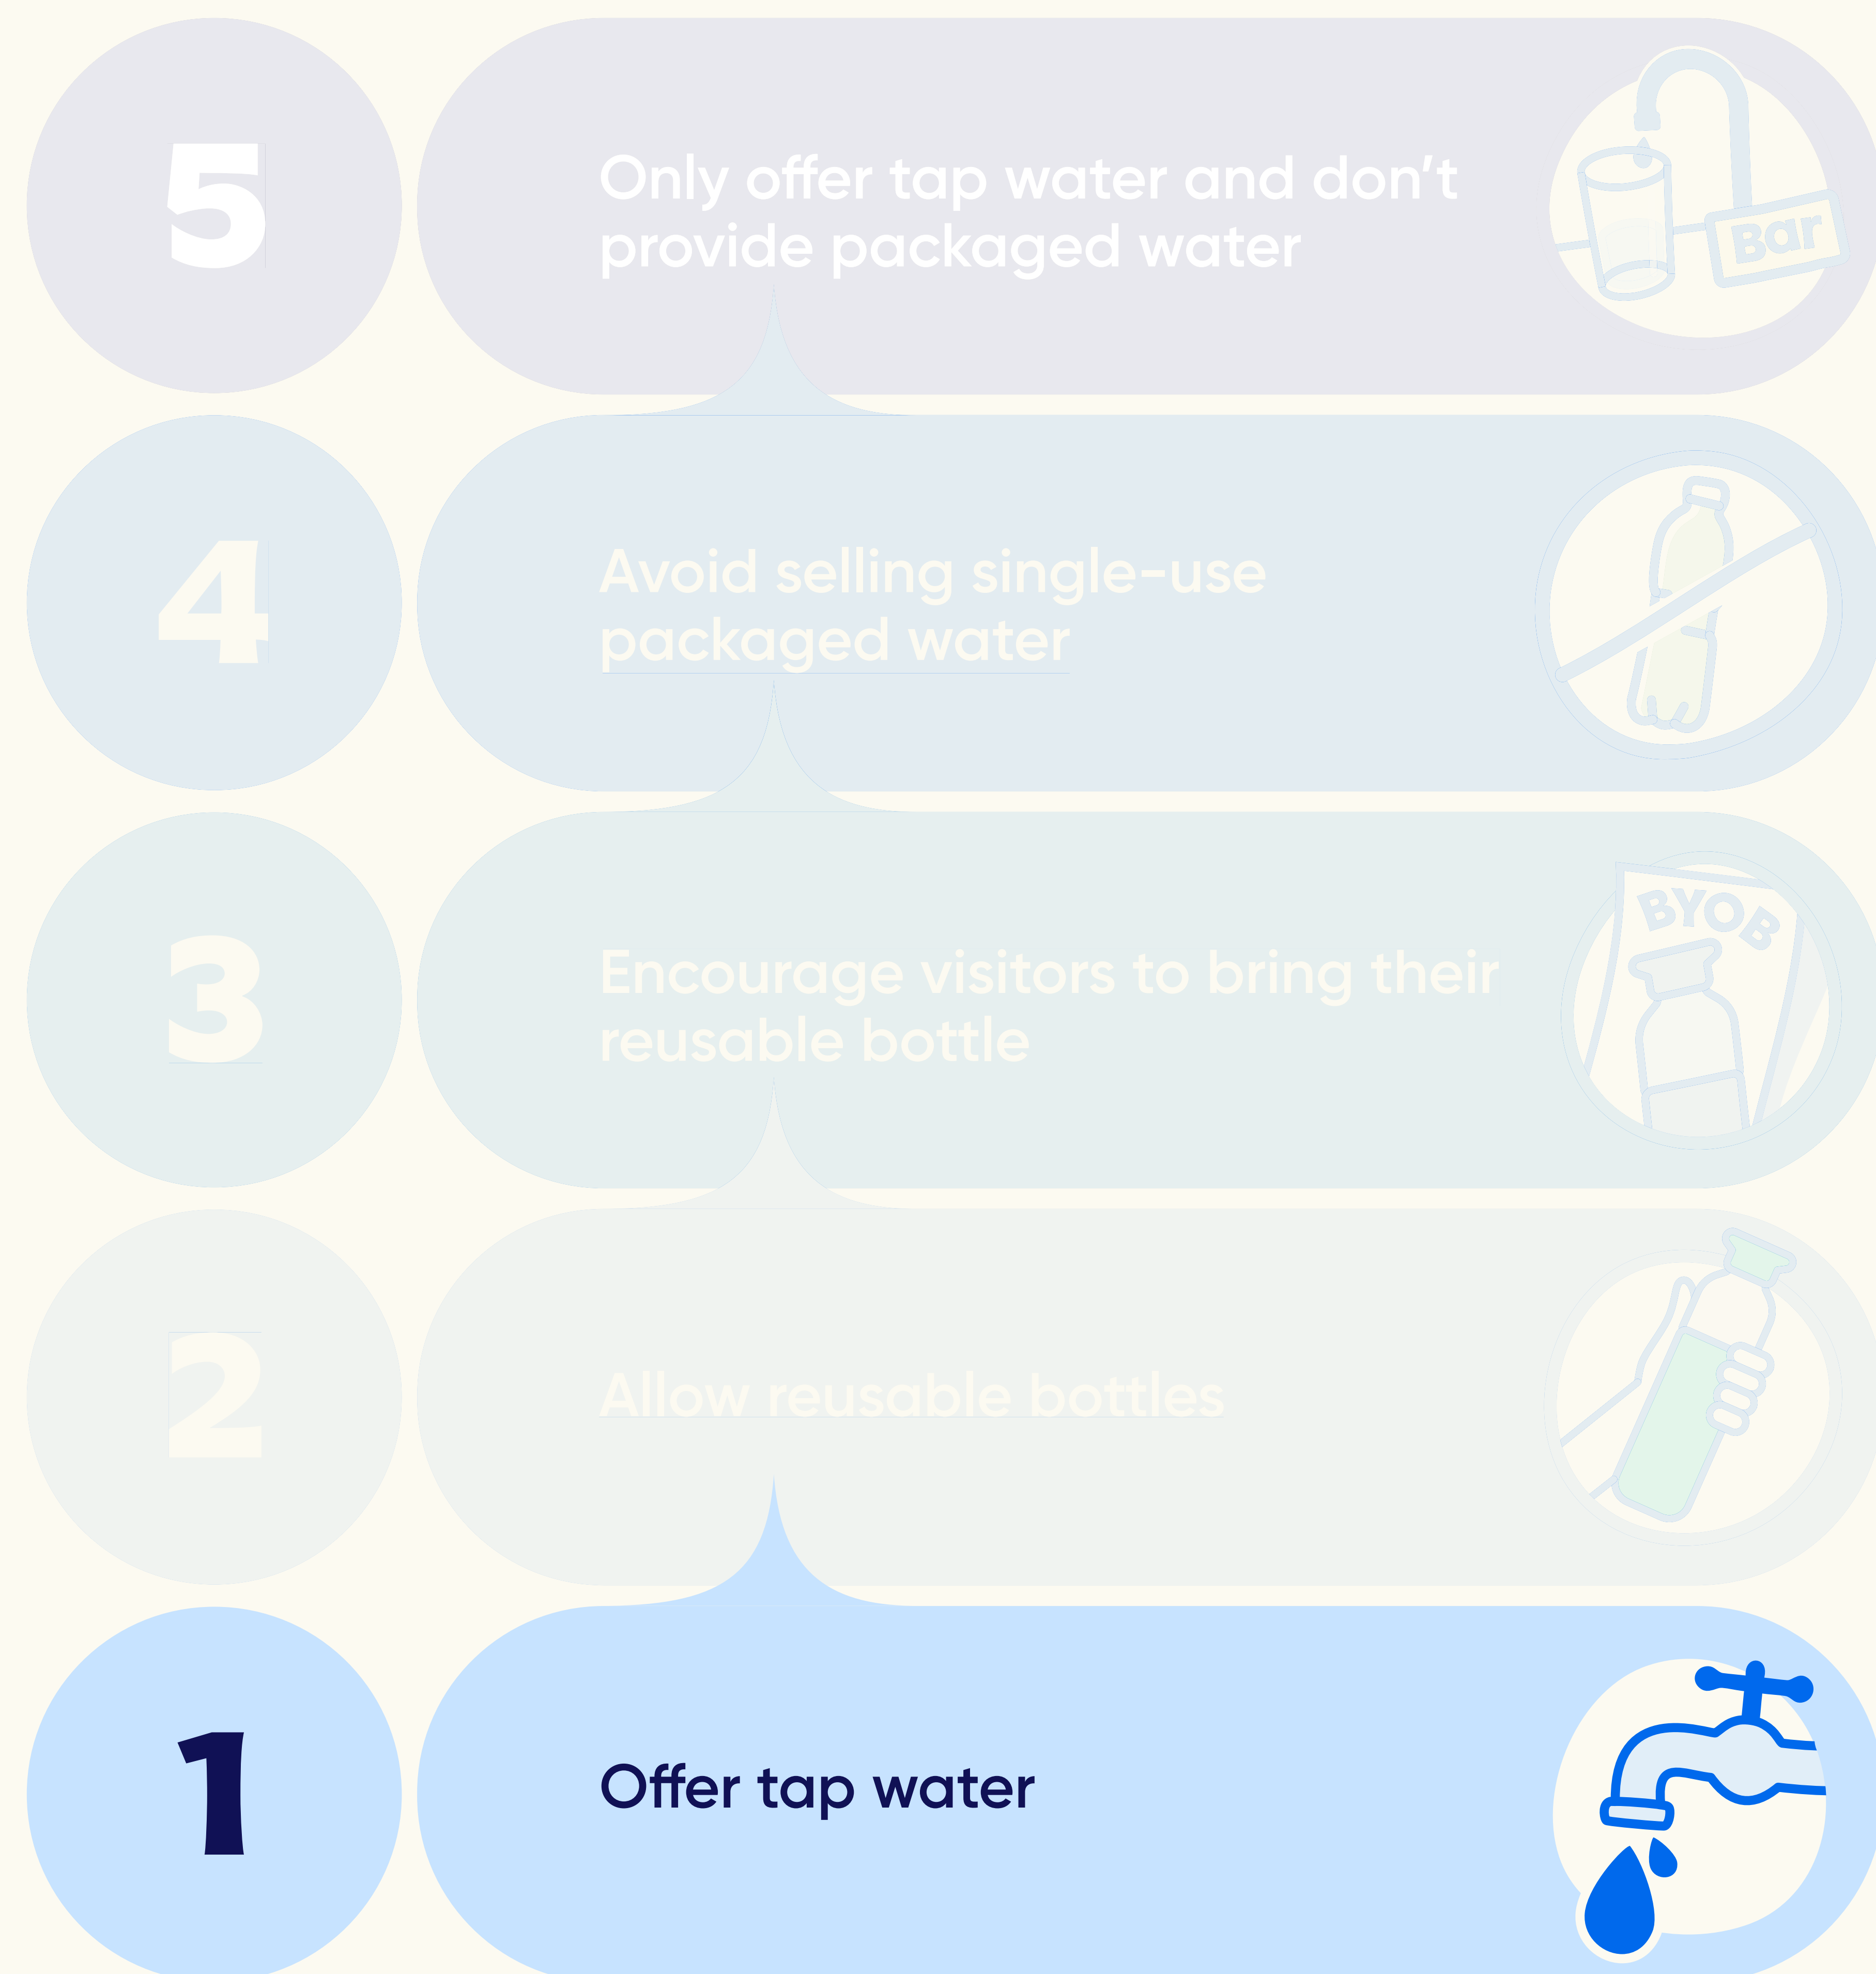 5
Only offer tap water and don’t
provide packaged water
Bar
4
Avoid selling single-use
packaged water
3
Encourage visitors to bring their
reusable bottle
BYOB
2
Allow reusable bottles
1
Offer tap water